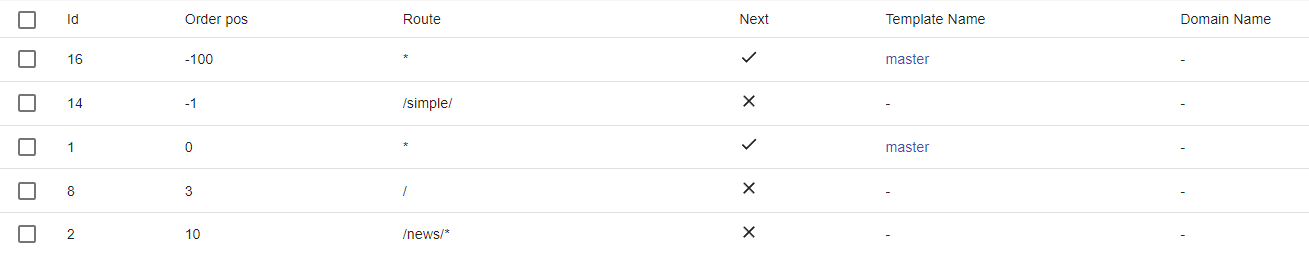 Id Order pos Route Next Template Name Domain Name
16 -100 * master -
14 -1 /simple/ - -
1 0 * master -
8 3 / - -
2 10 /news/* - -